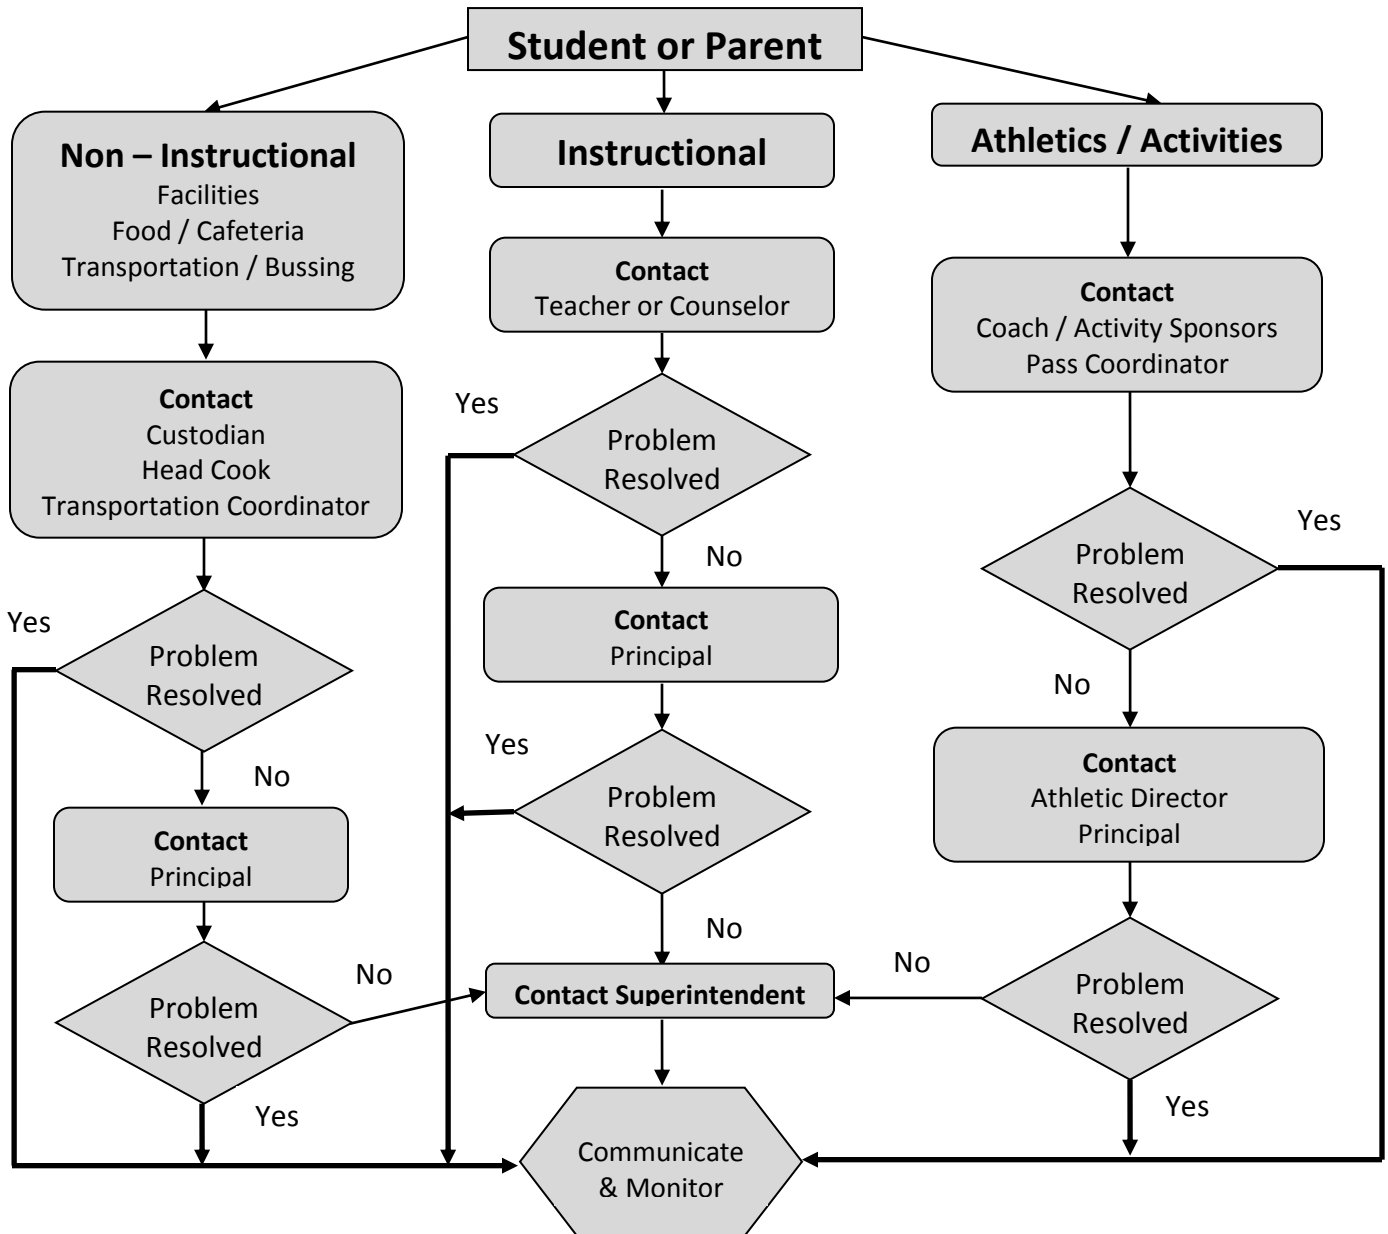 Student or Parent
Non – Instructional
Facilities
Food / Cafeteria
Transportation / Bussing
Instructional
Athletics / Activities
Contact
Teacher or Counselor
Contact
Coach / Activity Sponsors
Pass Coordinator
Contact
Custodian
Head Cook
Transportation Coordinator
Yes
Problem
Resolved
No
Yes
Problem
Resolved
Yes
Problem
Resolved
No
Contact
Principal
No
Contact
Principal
Yes
Problem
Resolved
No
Contact
Athletic Director
Principal
Problem
Resolved
No
Yes
Contact Superintendent
No
Problem
Resolved
Yes
Communicate
& Monitor